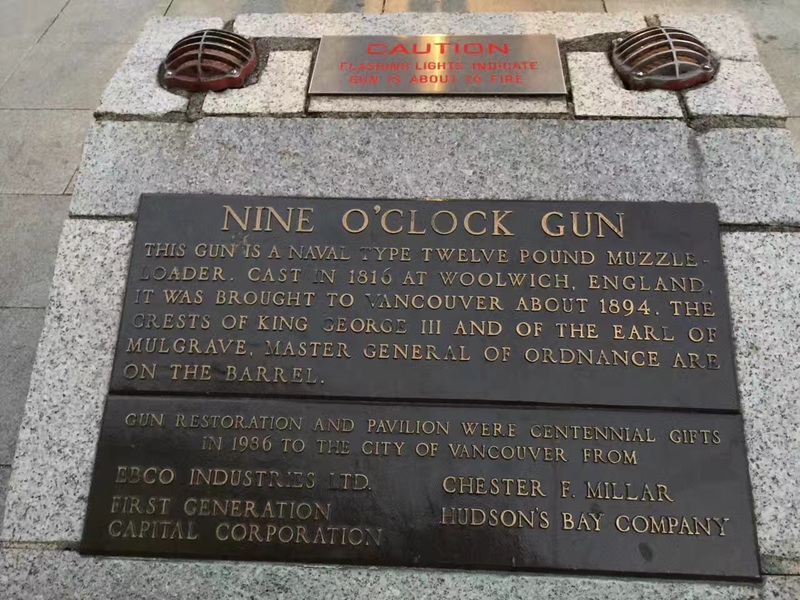 CAUTION
FLASHING LIGHTS INDICATE
GUN IS ABOUT TO FIRE
NINE O'CLOCK GUN
THIS GUN IS A NAVAL TYPE TWELVE POUND MUZZLE-
LOADER. CAST IN 1816 AT WOOLWICH, ENGLAND,
IT WAS BROUGHT TO VANCOUVER ABOUT 1894. THE
CRESTS OF KING GEORGE III AND OF THE EARL OF
MULGRAVE, MASTER GENERAL OF ORDNANCE ARE
ON THE BARREL.
GUN RESTORATION AND PAVILION WERE CENTENNIAL GIFTS
IN 1986 TO THE CITY OF VANCOUVER FROM
EBCO INDUSTRIES LTD.
FIRST GENERATION
CAPITAL CORPORATION
CHESTER F. MILLAR
HUDSON'S BAY COMPANY